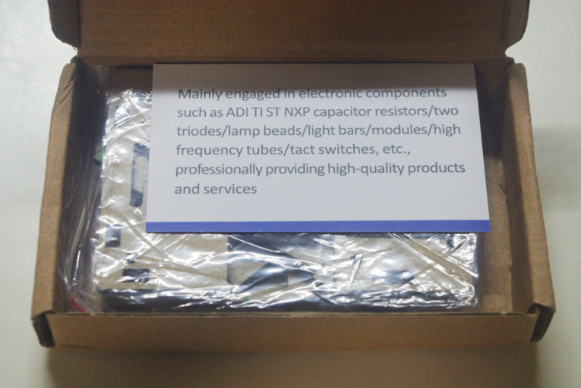 Mainly engaged in electronic components
such as ADI TI ST NXP capacitor resistors/two
triodes/lamp beads/light bars/modules/high
frequency tubes/tact switches, etc.,
professionally providing high-quality products
and services